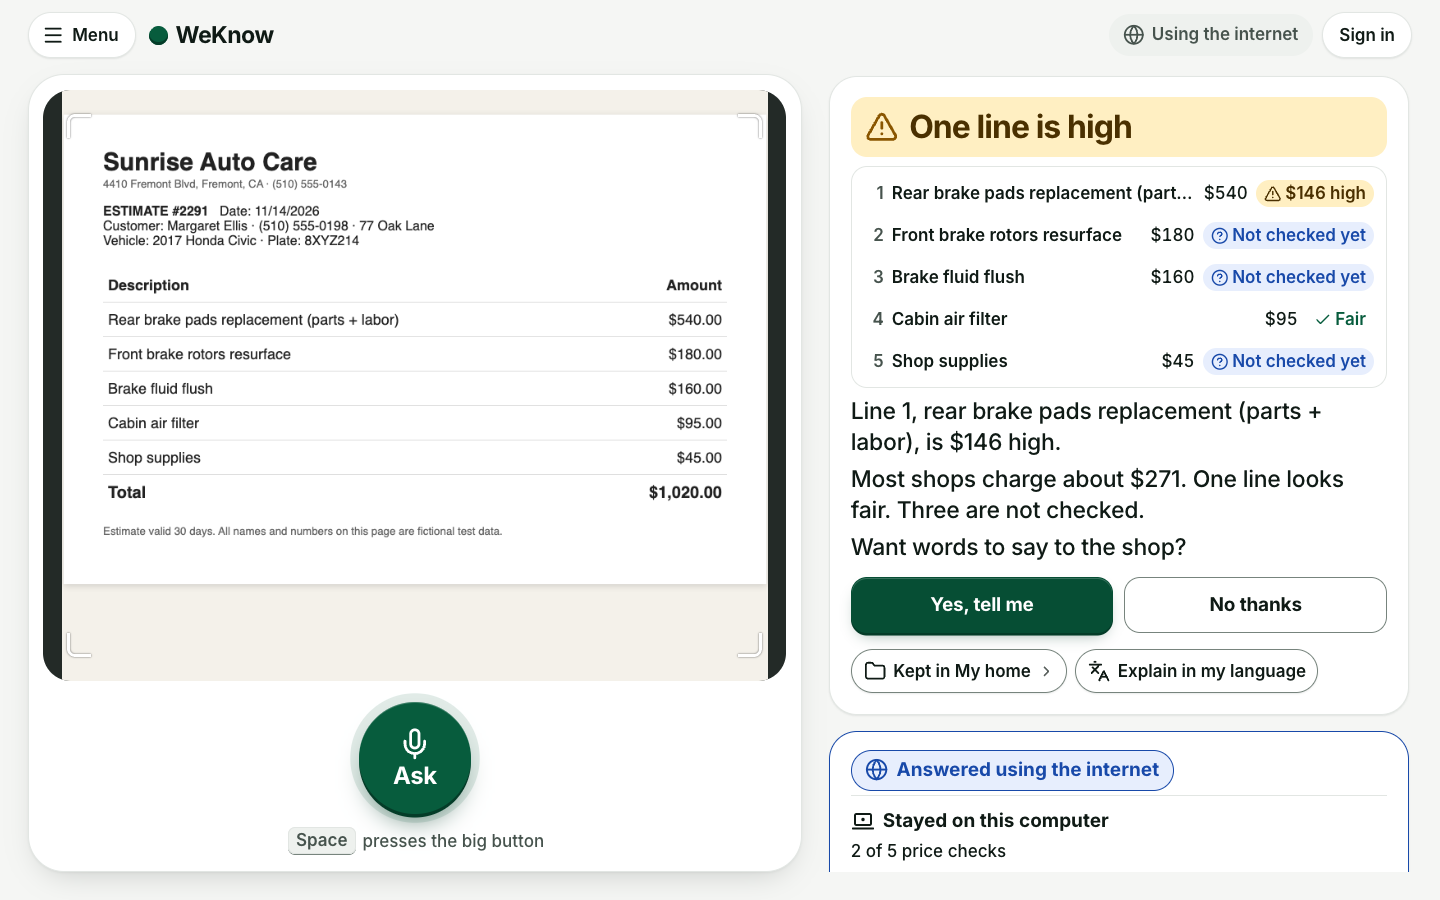 Menu
WeKnow
Using the internet
Sign in
Sunrise Auto Care
4410 Fremont Blvd, Fremont, CA · (510) 555-0143
ESTIMATE #2291 Date: 11/14/2026
Customer: Margaret Ellis · (510) 555-0198 · 77 Oak Lane
Vehicle: 2017 Honda Civic · Plate: 8XYZ214
Description Amount
Rear brake pads replacement (parts + labor) $540.00
Front brake rotors resurface $180.00
Brake fluid flush $160.00
Cabin air filter $95.00
Shop supplies $45.00
Total $1,020.00
Estimate valid 30 days. All names and numbers on this page are fictional test data.
Ask
Space presses the big button
One line is high
1 Rear brake pads replacement (part... $540 $146 high
2 Front brake rotors resurface $180 Not checked yet
3 Brake fluid flush $160 Not checked yet
4 Cabin air filter $95 Fair
5 Shop supplies $45 Not checked yet
Line 1, rear brake pads replacement (parts +
labor), is $146 high.
Most shops charge about $271. One line looks
fair. Three are not checked.
Want words to say to the shop?
Yes, tell me
No thanks
Kept in My home
Explain in my language
Answered using the internet
Stayed on this computer
2 of 5 price checks